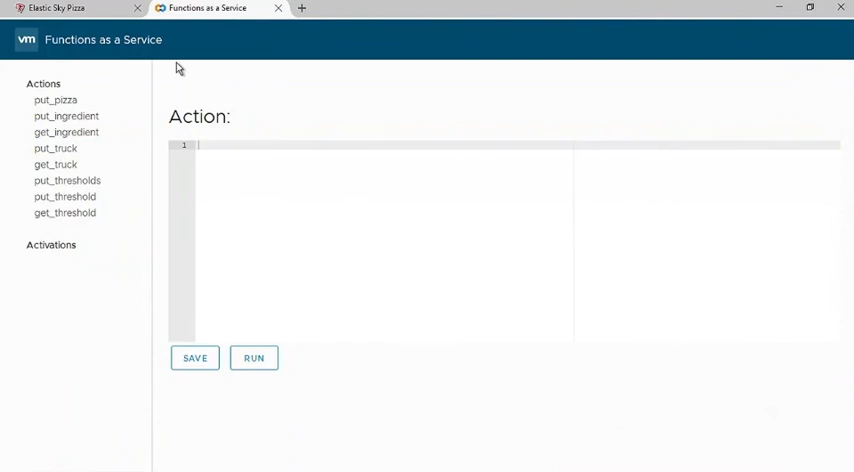 Elastic Sky Pizza
Functions as a Service
vm Functions as a Service
Actions
put_pizza
put_ingredient
get_ingredient
put_truck
get_truck
put_thresholds
put_threshold
get_threshold
Activations
Action:
1
SAVE RUN